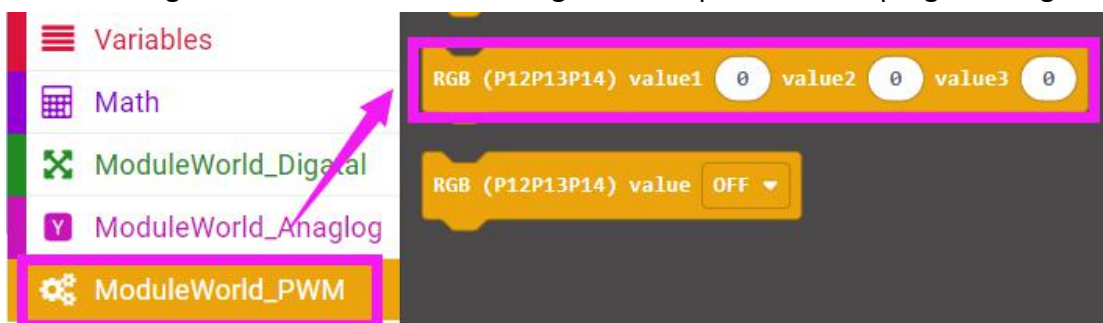 Variables
Math
ModuleWorld_Digatal
ModuleWorld_Anaglog
ModuleWorld_PWM
RGB (P12P13P14) value1 0 value2 0 value3 0
RGB (P12P13P14) value OFF